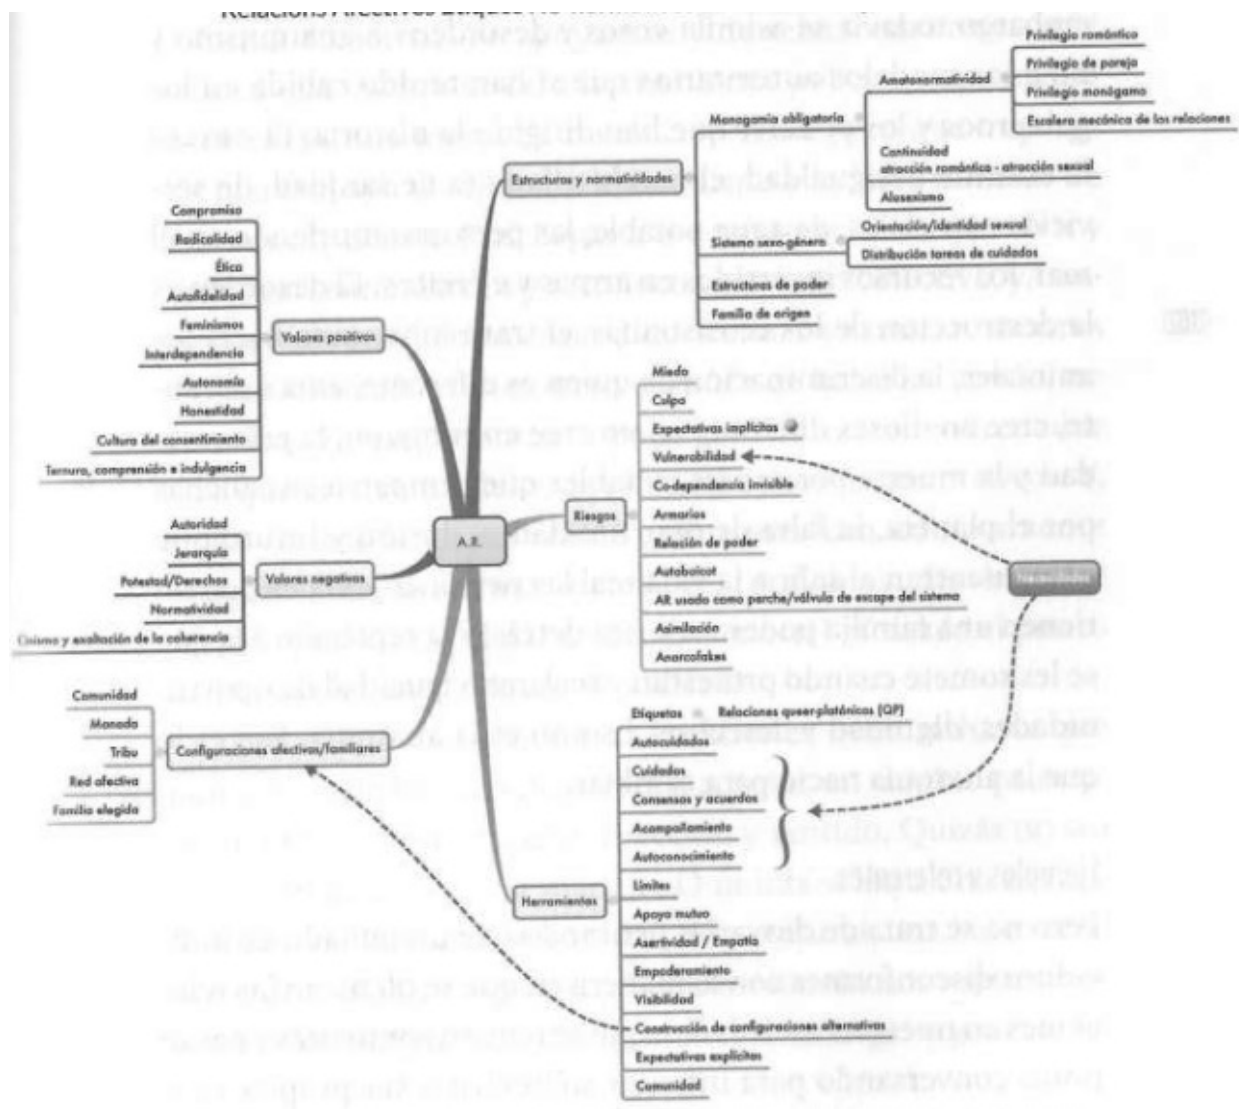 Estructuras y normatividades
Monogamia obligatoria
Amatonormatividad
Privilegio romántico
Privilegio de pareja
Privilegio monógamo
Escalera mecánica de las relaciones
Continuidad
atracción romántica - atracción sexual
Alosexismo
Sistema sexo-género
Orientación/identidad sexual
Distribución tareas de cuidados
Estructuras de poder
Familia de origen
Compromiso
Radicalidad
Ética
Autofidelidad
Feminismos
Interdependencia
Autonomía
Honestidad
Cultura del consentimiento
Ternura, comprensión e indulgencia
Valores positivos
Autoridad
Jerarquía
Potestad/Derechos
Normatividad
y exaltación de la coherencia
Valores negativos
A.R.
Riesgos
Miedo
Culpa
Expectativas implícitas
Vulnerabilidad
Co-dependencia invisible
Armarios
Relación de poder
Autoboicot
AR usado como parche/válvula de escape del sistema
Asimilación
Anarcofakes
Comunidad
Manada
Tribu
Red afectiva
Familia elegida
Configuraciones afectivas/familiares
Herramientas
Etiquetas
Relaciones queerplatónicas (QP)
Autocuidados
Cuidados
Consensos y acuerdos
Acompañamiento
Autoconocimiento
Límites
Apoyo mutuo
Asertividad / Empatía
Empoderamiento
Visibilidad
Construcción de configuraciones alternativas
Expectativas explícitas
Comunidad